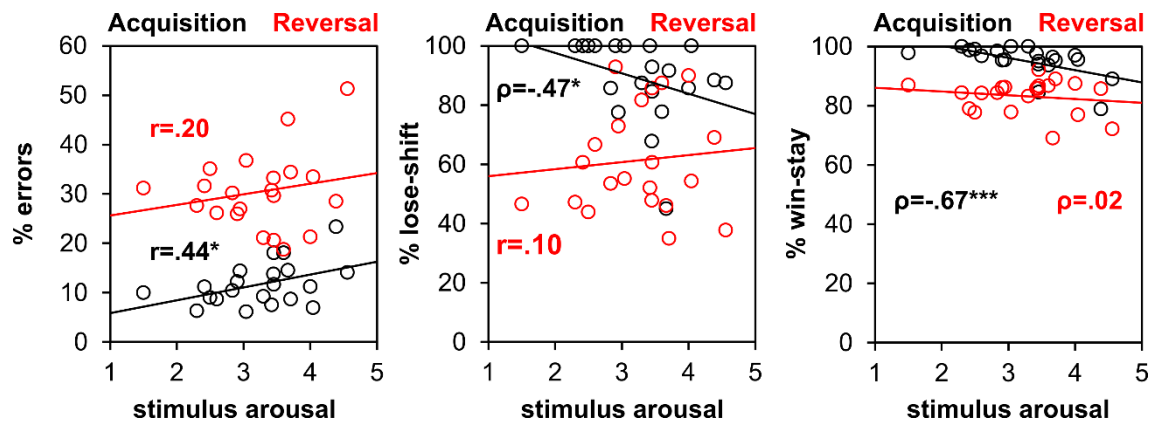 Acquisition Reversal
60
50
40
30
20
10
0
% errors
r=.20
r=.44*
1 2 3 4 5
stimulus arousal
Acquisition Reversal
100
80
60
40
20
0
% lose-shift
ρ=-.47*
r=.10
1 2 3 4 5
stimulus arousal
Acquisition Reversal
100
80
60
40
20
0
% win-stay
ρ=-.67*** ρ=.02
1 2 3 4 5
stimulus arousal